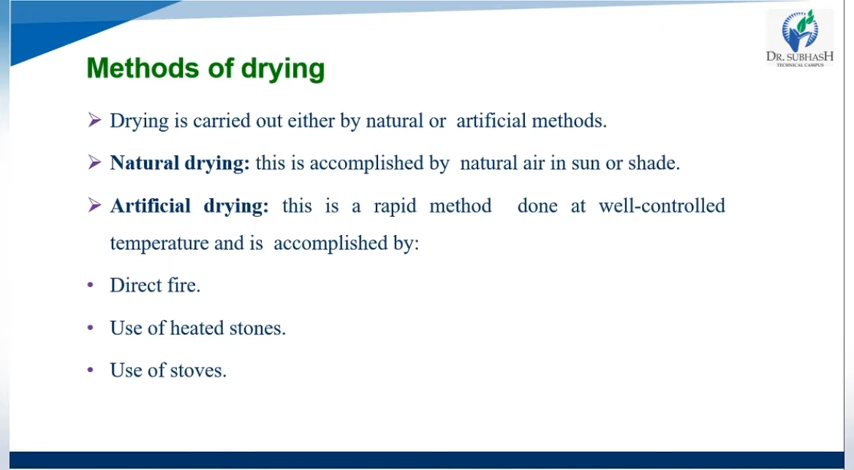 DR. SUBHASH
TECHNICAL CAMPUS
Methods of drying
Drying is carried out either by natural or artificial methods.
Natural drying: this is accomplished by natural air in sun or shade.
Artificial drying: this is a rapid method done at well-controlled
temperature and is accomplished by:
Direct fire.
Use of heated stones.
Use of stoves.